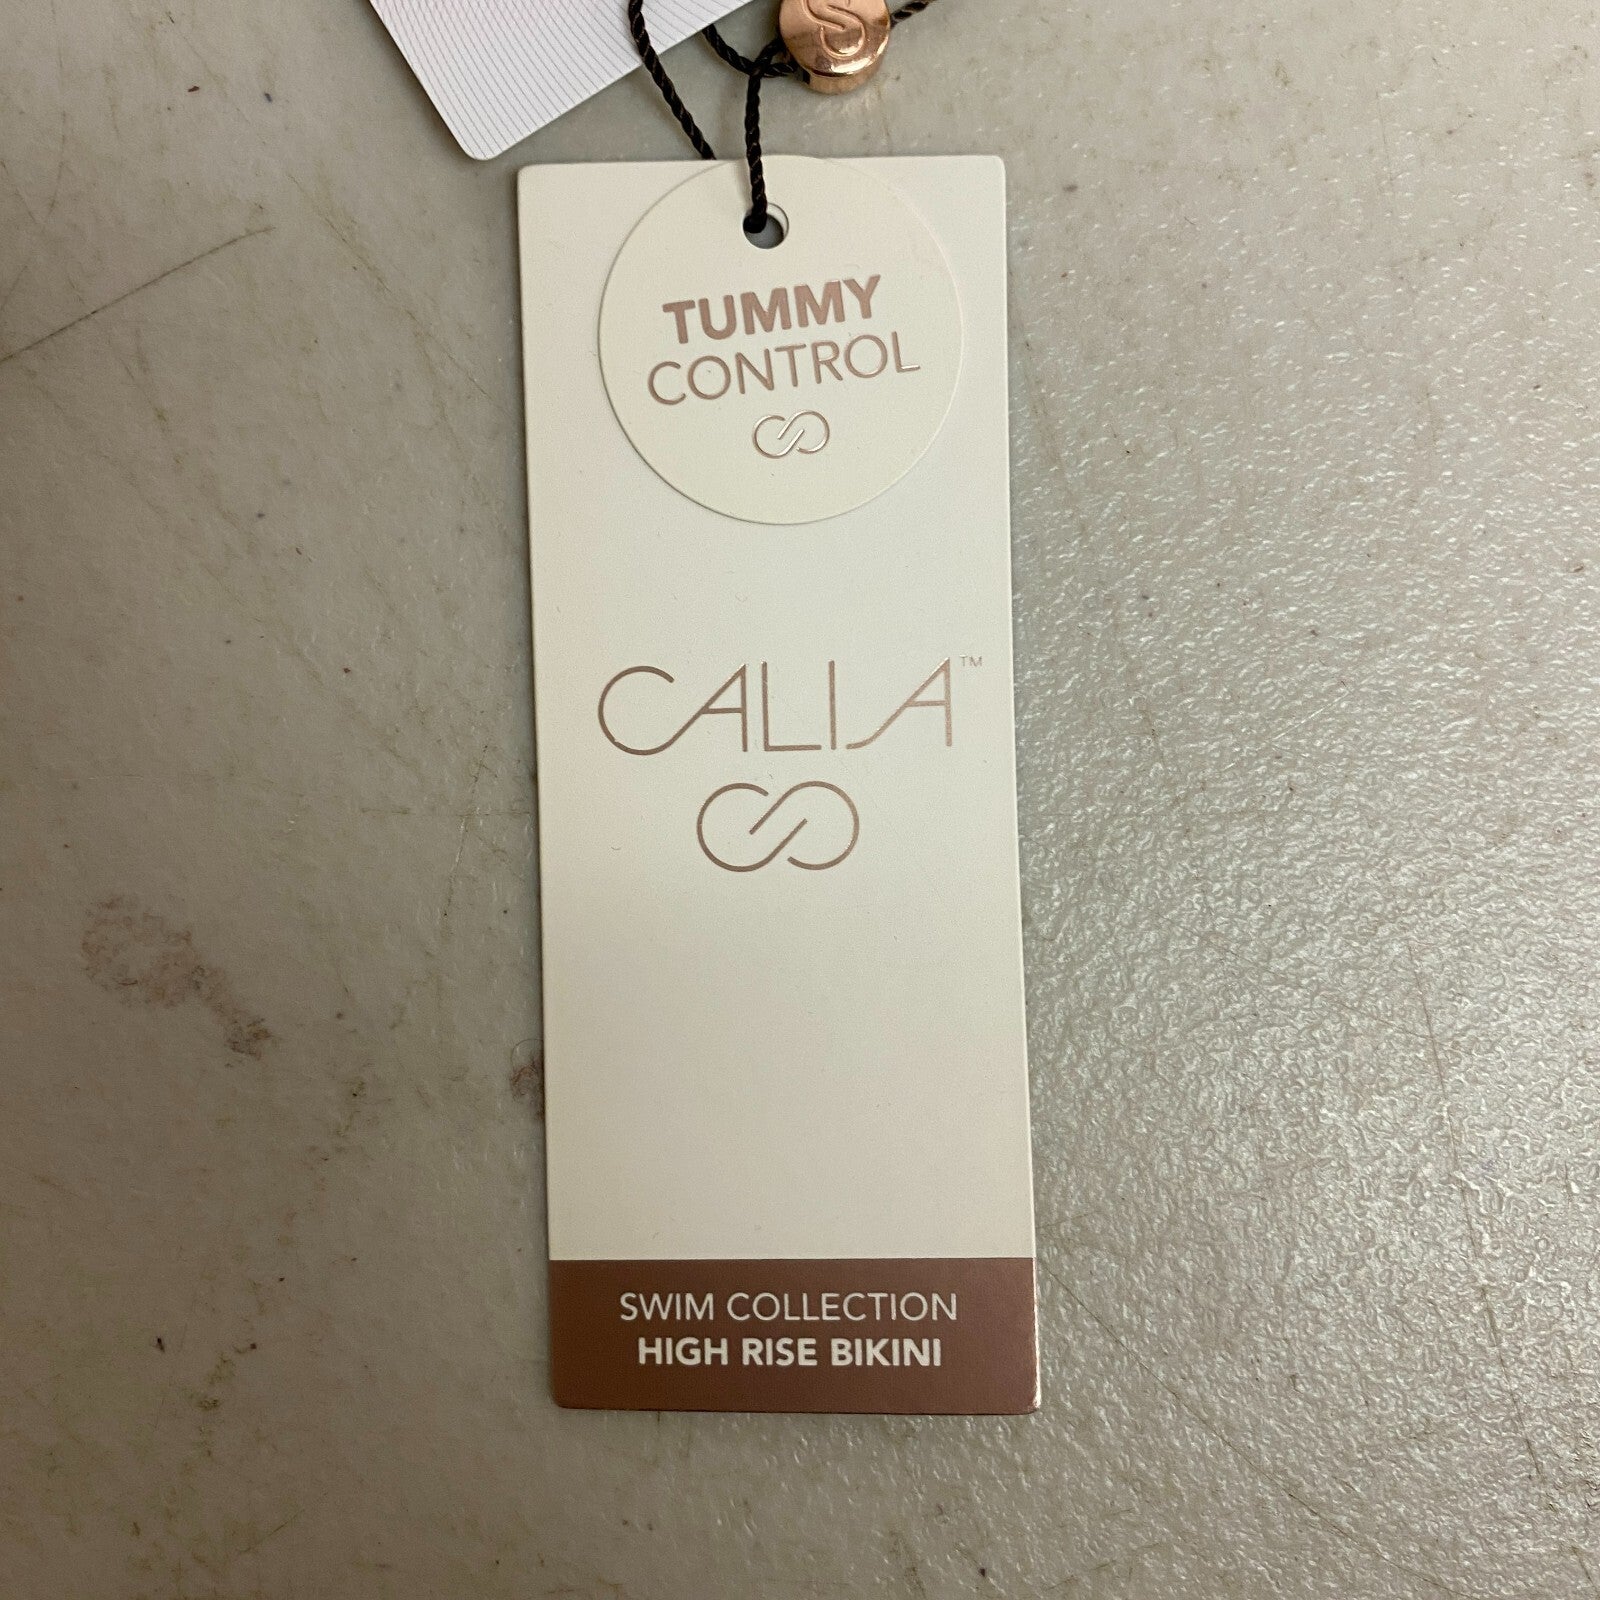 TUMMY
CONTROL
CALIA™
SWIM COLLECTION
HIGH RISE BIKINI